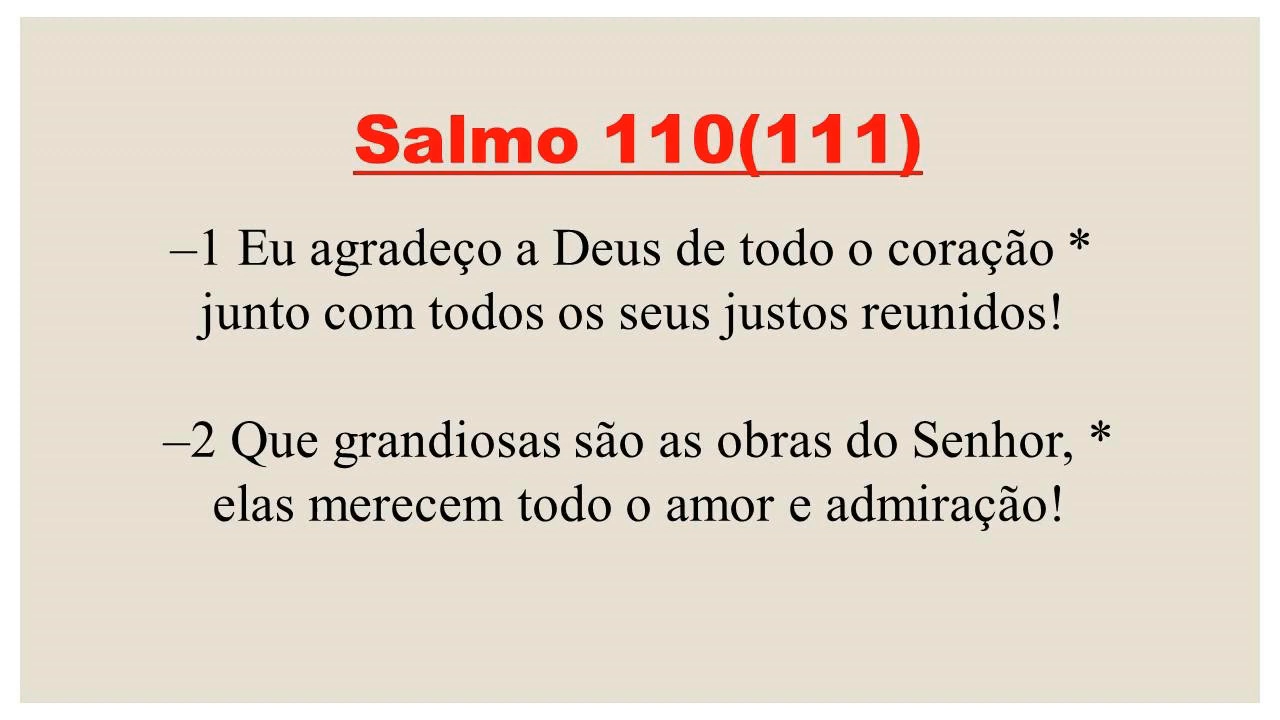 Salmo 110(111)
–1 Eu agradeço a Deus de todo o coração *
junto com todos os seus justos reunidos!
–2 Que grandiosas são as obras do Senhor, *
elas merecem todo o amor e admiração!